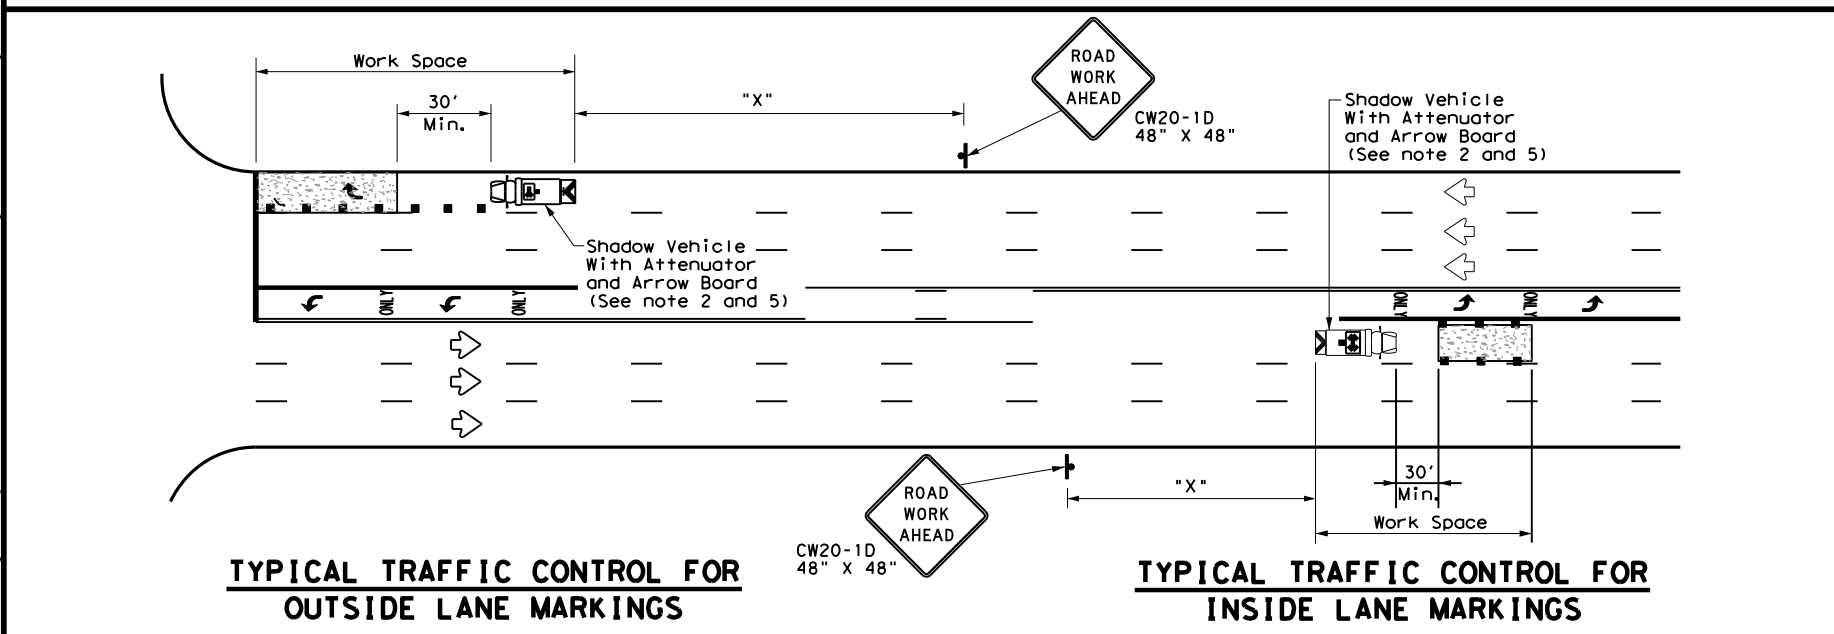 Work Space
30'
Min.
"X"
ROAD
WORK
AHEAD
CW20-1D
48" X 48"
Shadow Vehicle
With Attenuator
and Arrow Board
(See note 2 and 5)
Shadow Vehicle
With Attenuator
and Arrow Board
(See note 2 and 5)
ONLY
ONLY
ONLY
ONLY
ROAD
WORK
AHEAD
CW20-1D
48" X 48"
"X"
30'
Min.
Work Space
TYPICAL TRAFFIC CONTROL FOR
OUTSIDE LANE MARKINGS
TYPICAL TRAFFIC CONTROL FOR
INSIDE LANE MARKINGS